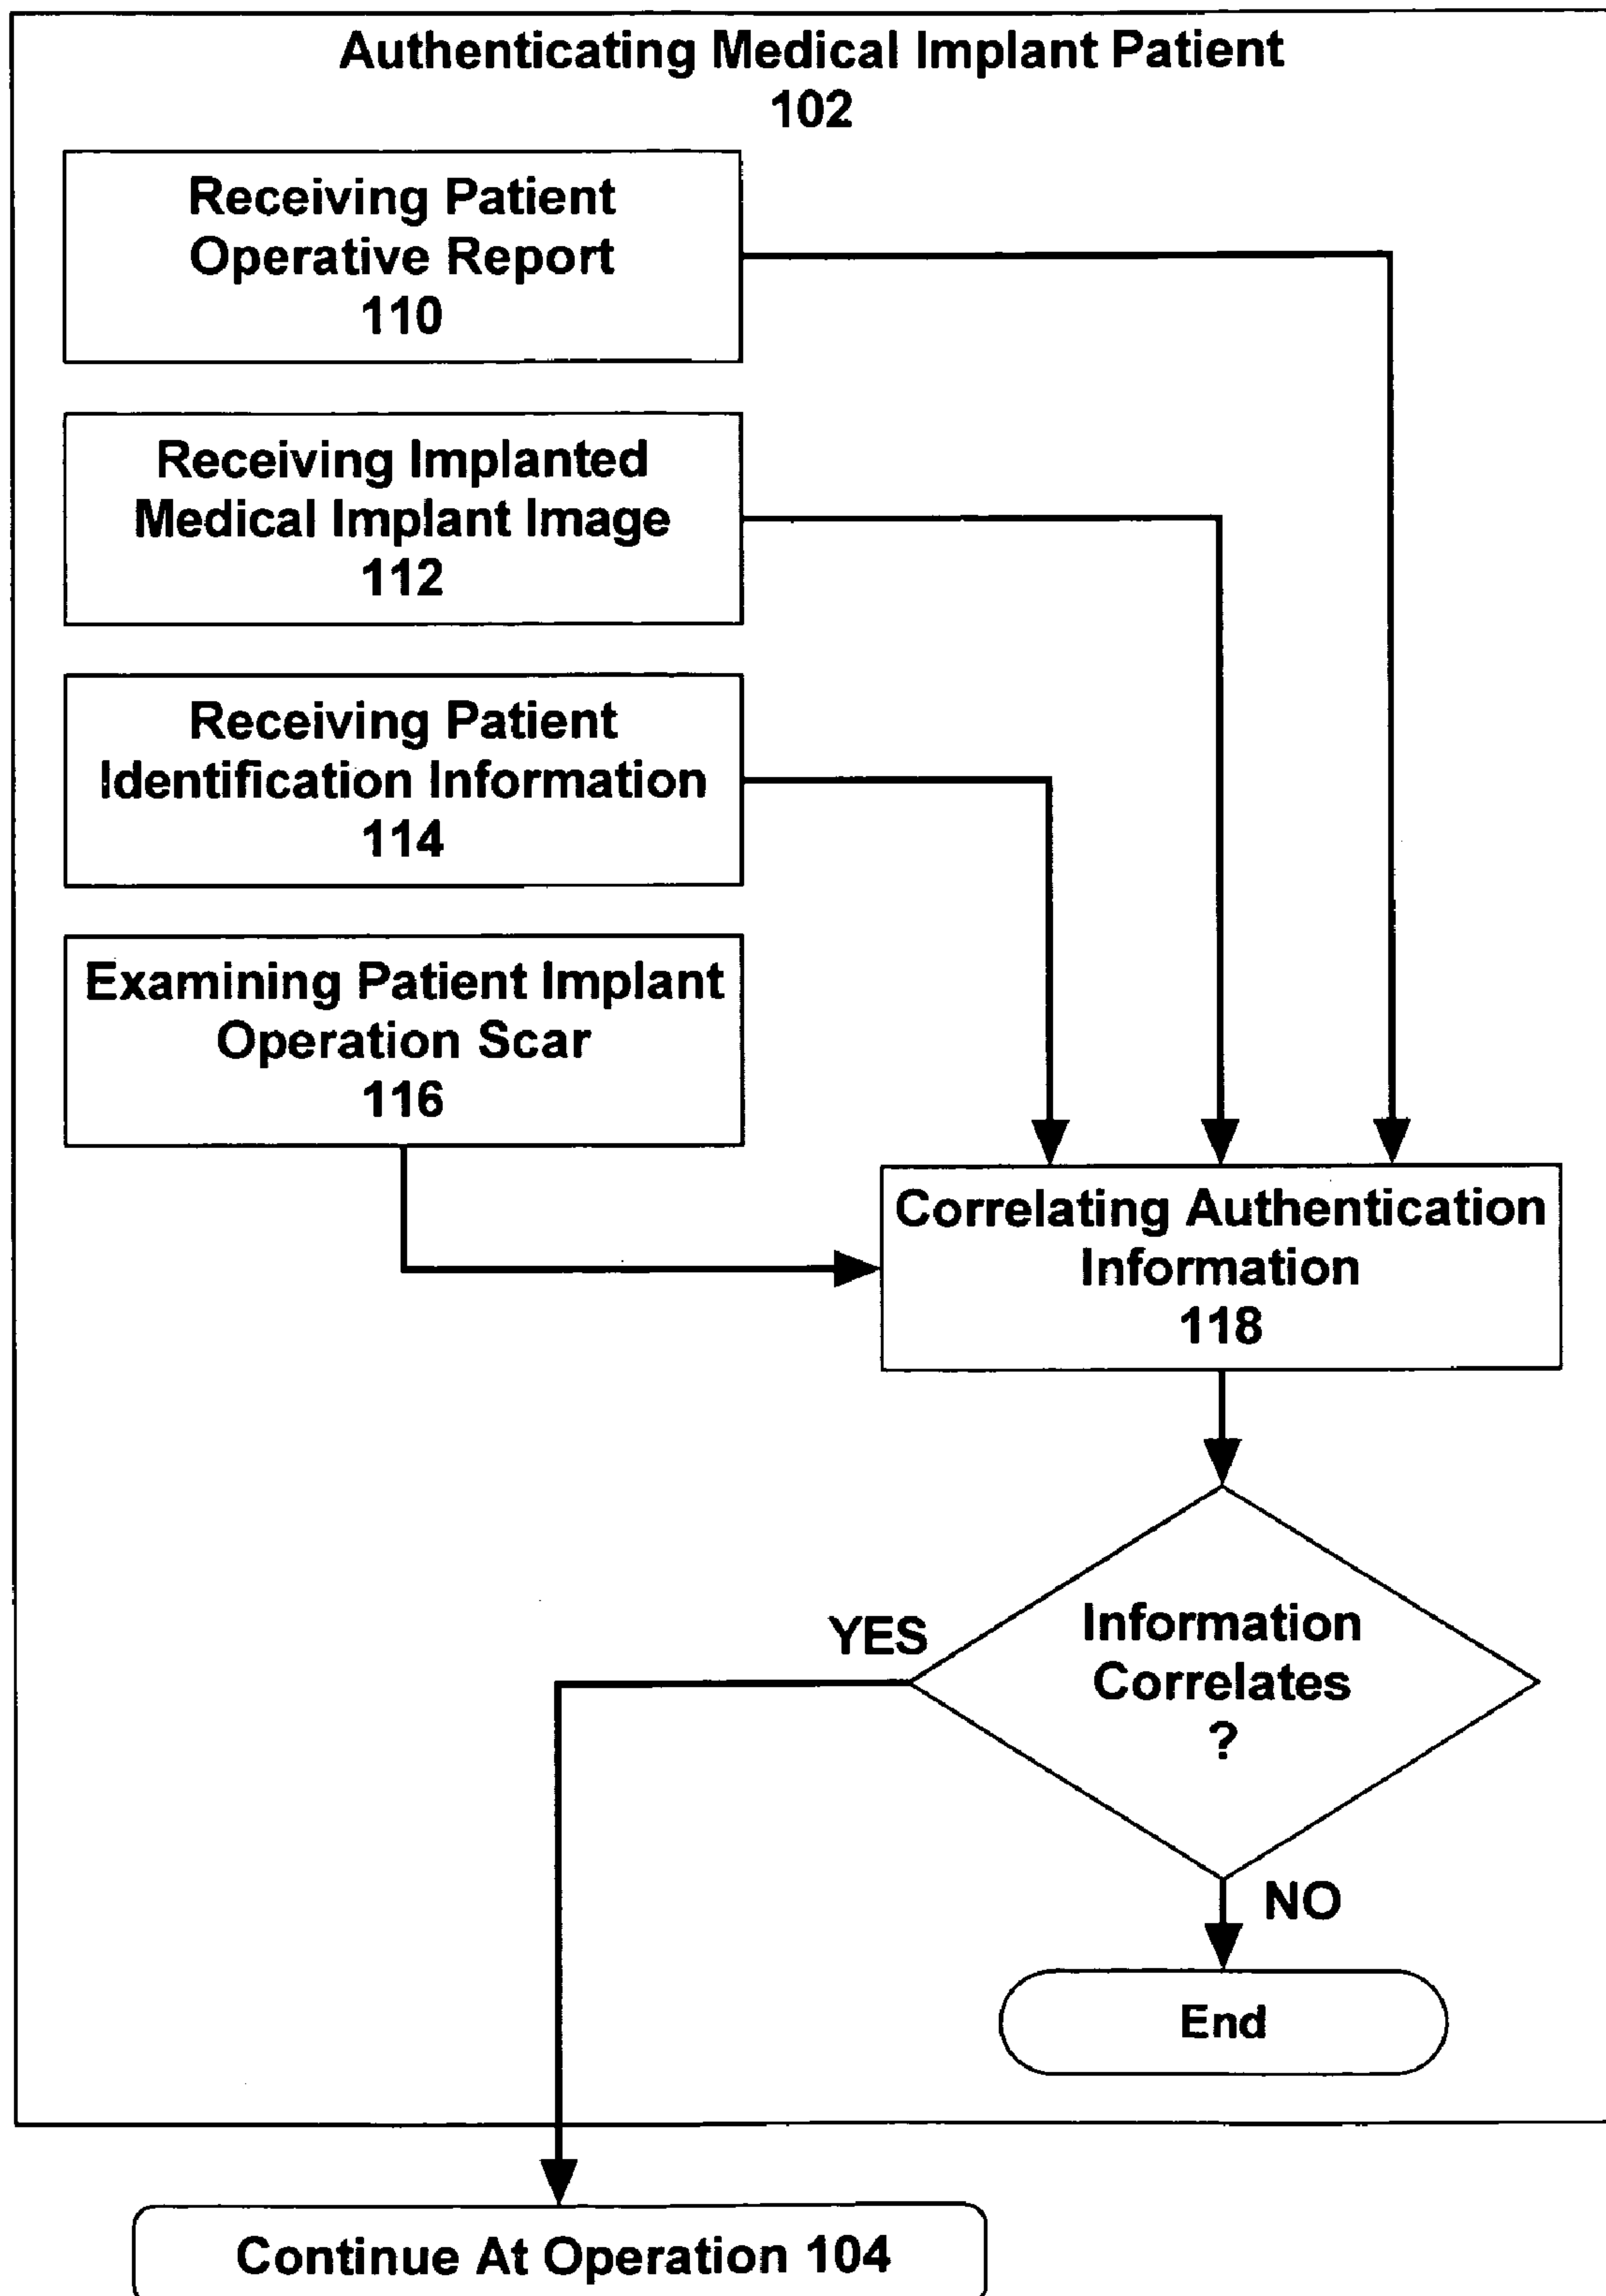 Authenticating Medical Implant Patient
102
Receiving Patient
Operative Report
110
Receiving Implanted
Medical Implant Image
112
Receiving Patient
Identification Information
114
Examining Patient Implant
Operation Scar
116
Correlating Authentication
Information
118
Information
Correlates
?
YES
NO
End
Continue At Operation 104